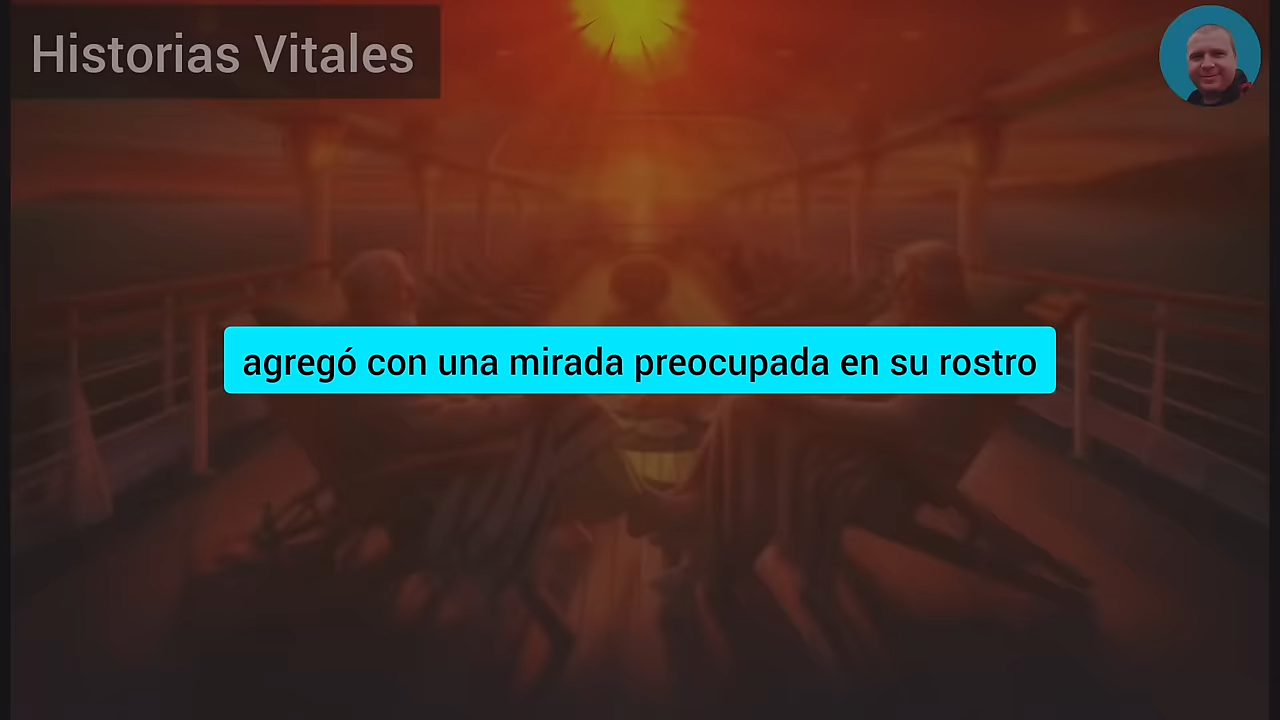 Historias Vitales
agregó con una mirada preocupada en su rostro